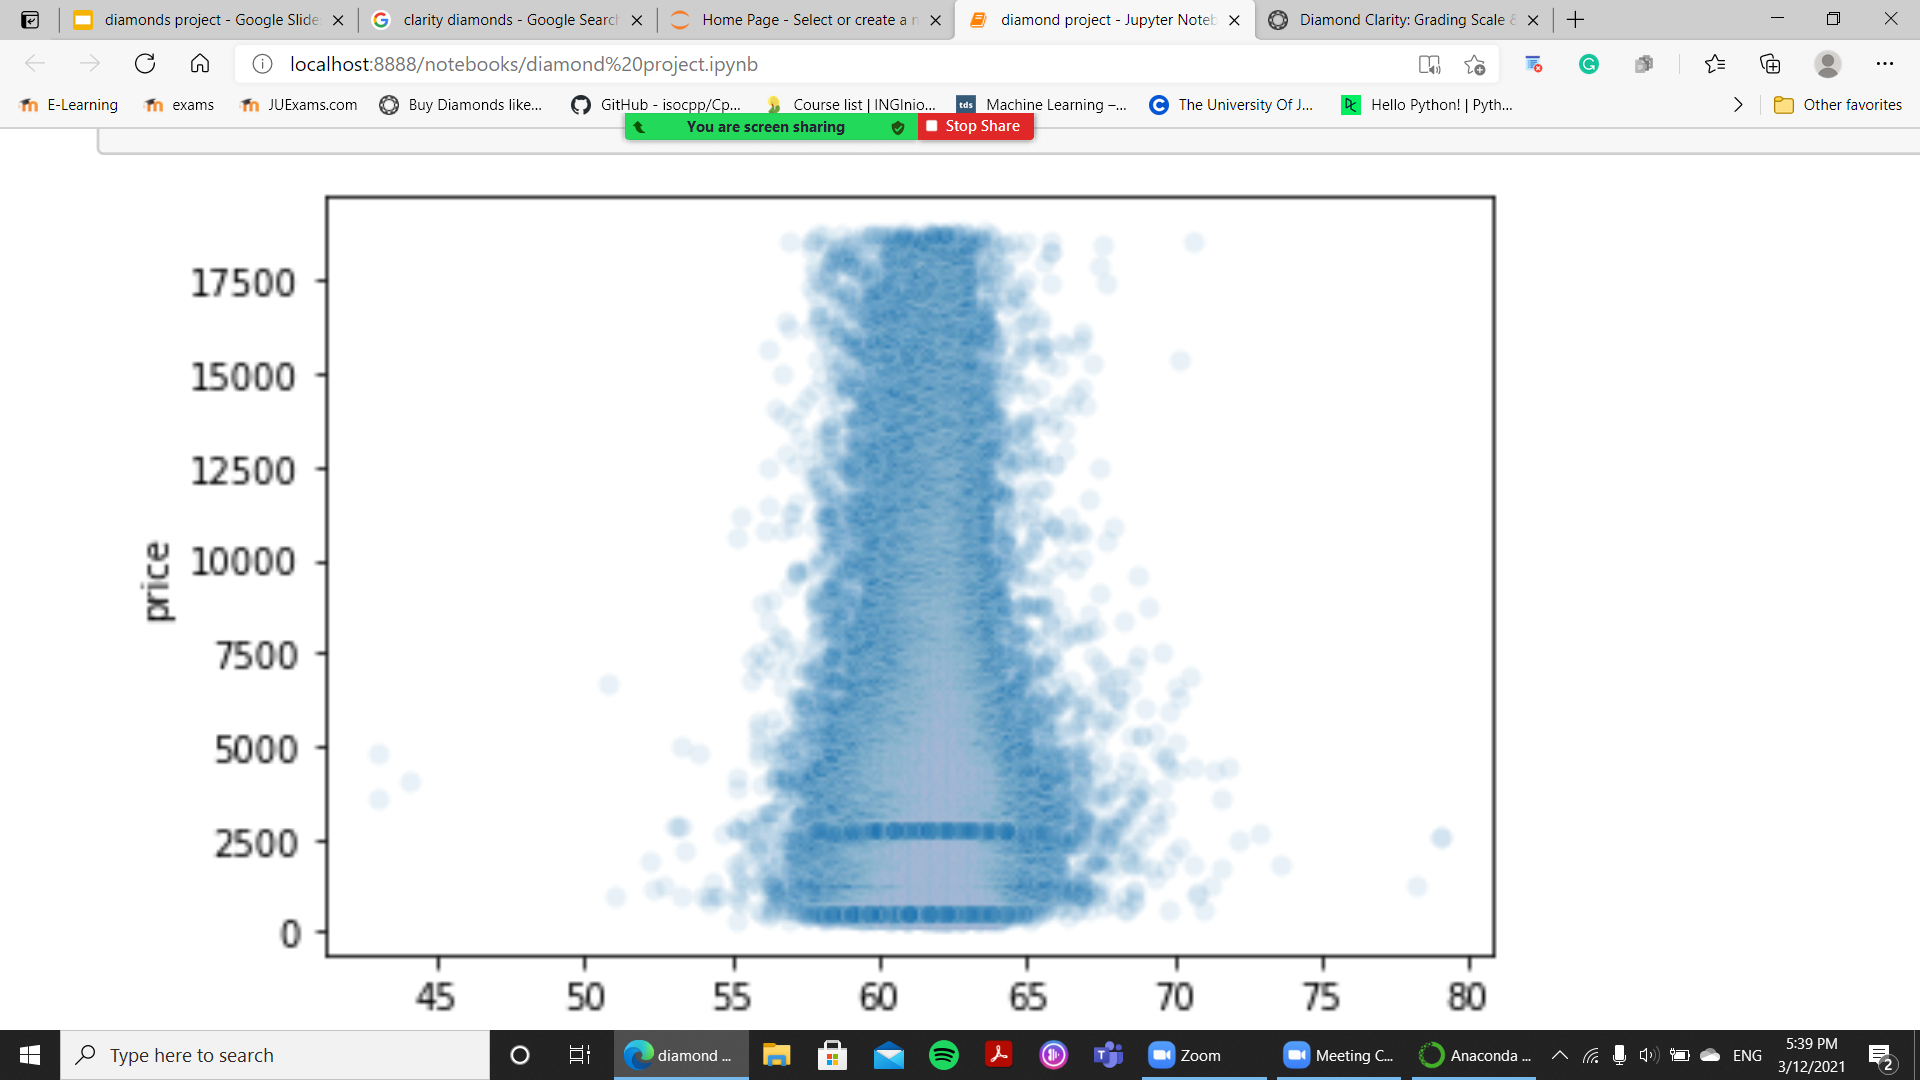 diamonds project - Google Slide
clarity diamonds - Google Search
Home Page - Select or create a n
diamond project - Jupyter Noteb
Diamond Clarity: Grading Scale &
localhost:8888/notebooks/diamond%20project.ipynb
E-Learning
exams
JUExams.com
Buy Diamonds like...
GitHub - isocpp/Cp...
Course list | INGInio...
tds Machine Learning –...
The University Of J...
Hello Python! | Pyth...
Other favorites
You are screen sharing
Stop Share
17500
15000
12500
10000
7500
5000
2500
0
price
45 50 55 60 65 70 75 80
Type here to search
diamond ...
Zoom
Meeting C...
Anaconda ...
ENG
5:39 PM
3/12/2021
2